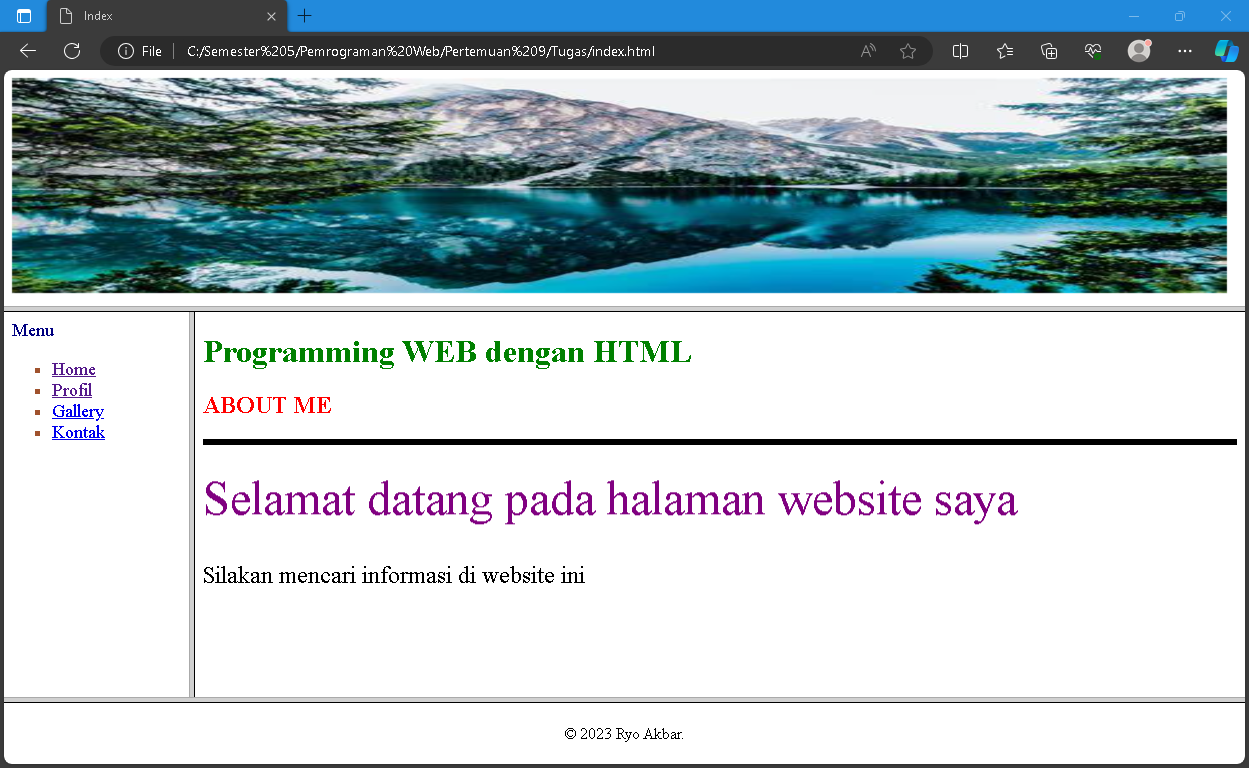 Index
File
C:/Semester%205/Pemrograman%20Web/Pertemuan%209/Tugas/index.html
Menu
Home
Profil
Gallery
Kontak
Programming WEB dengan HTML
ABOUT ME
Selamat datang pada halaman website saya
Silakan mencari informasi di website ini
© 2023 Ryo Akbar.